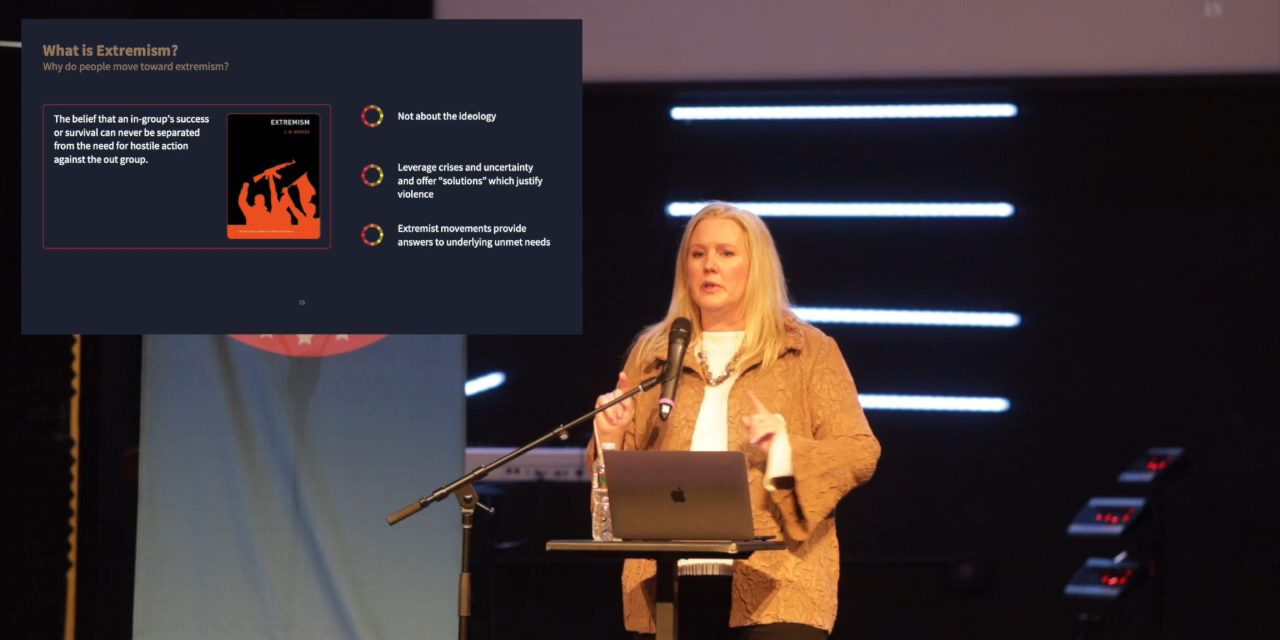 15
What is Extremism?
Why do people move toward extremism?
The belief that an in-group's success
or survival can never be separated
from the need for hostile action
against the out group.
EXTREMISM
J. M. BERGER
Not about the ideology
Leverage crises and uncertainty
and offer “solutions” which justify
violence
Extremist movements provide
answers to underlying unmet needs
15